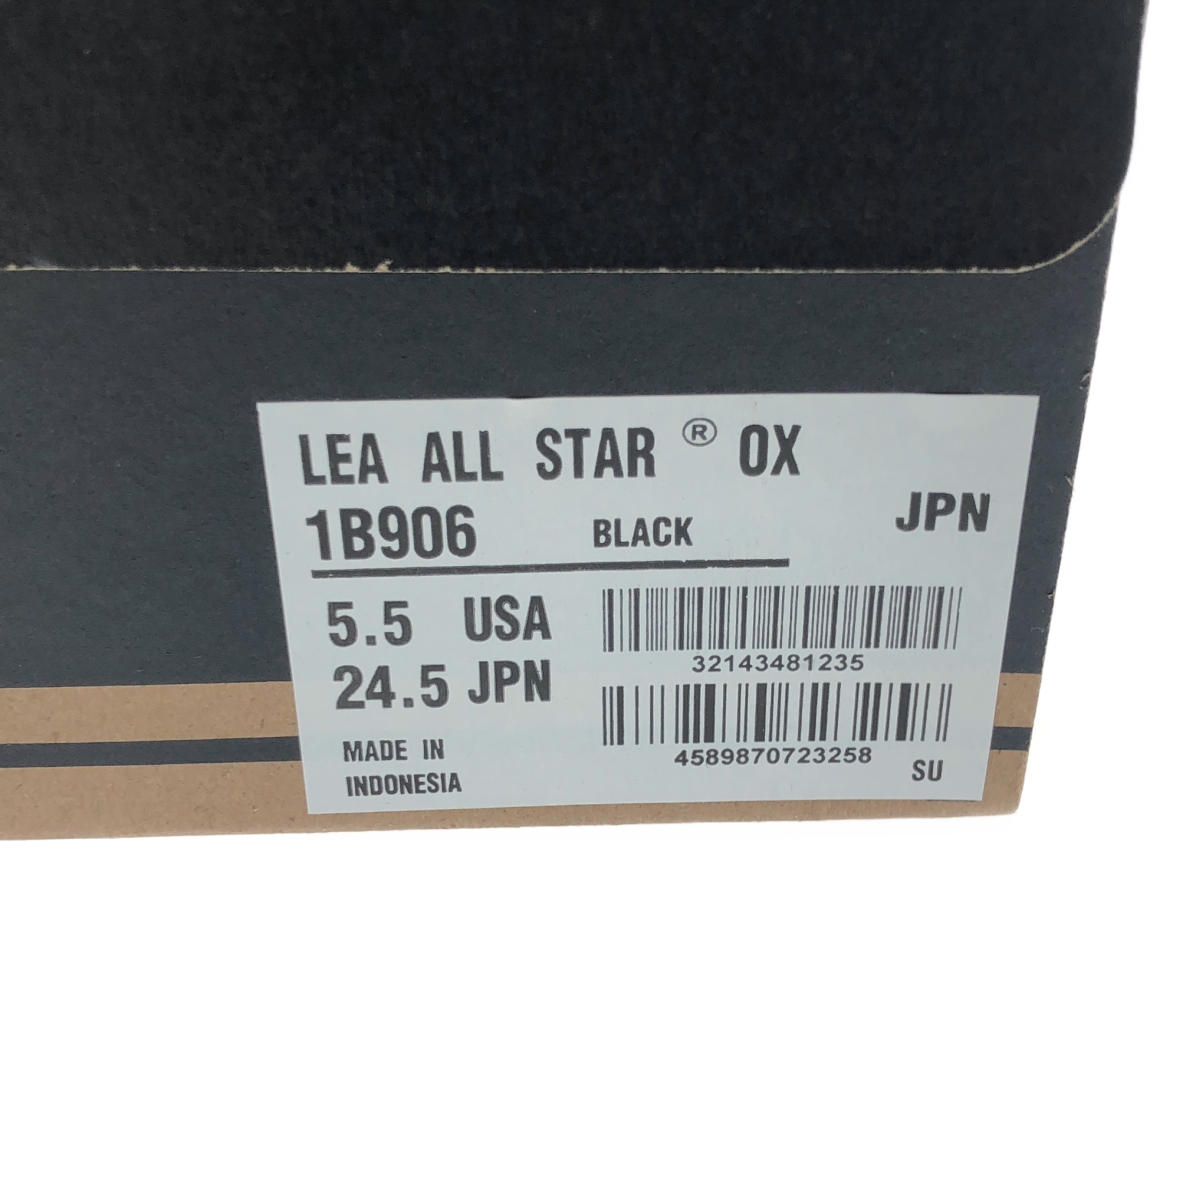 LEA ALL STAR ® OX
1B906 BLACK JPN
5.5 USA
24.5 JPN
32143481235
4589870723258
MADE IN
INDONESIA
SU